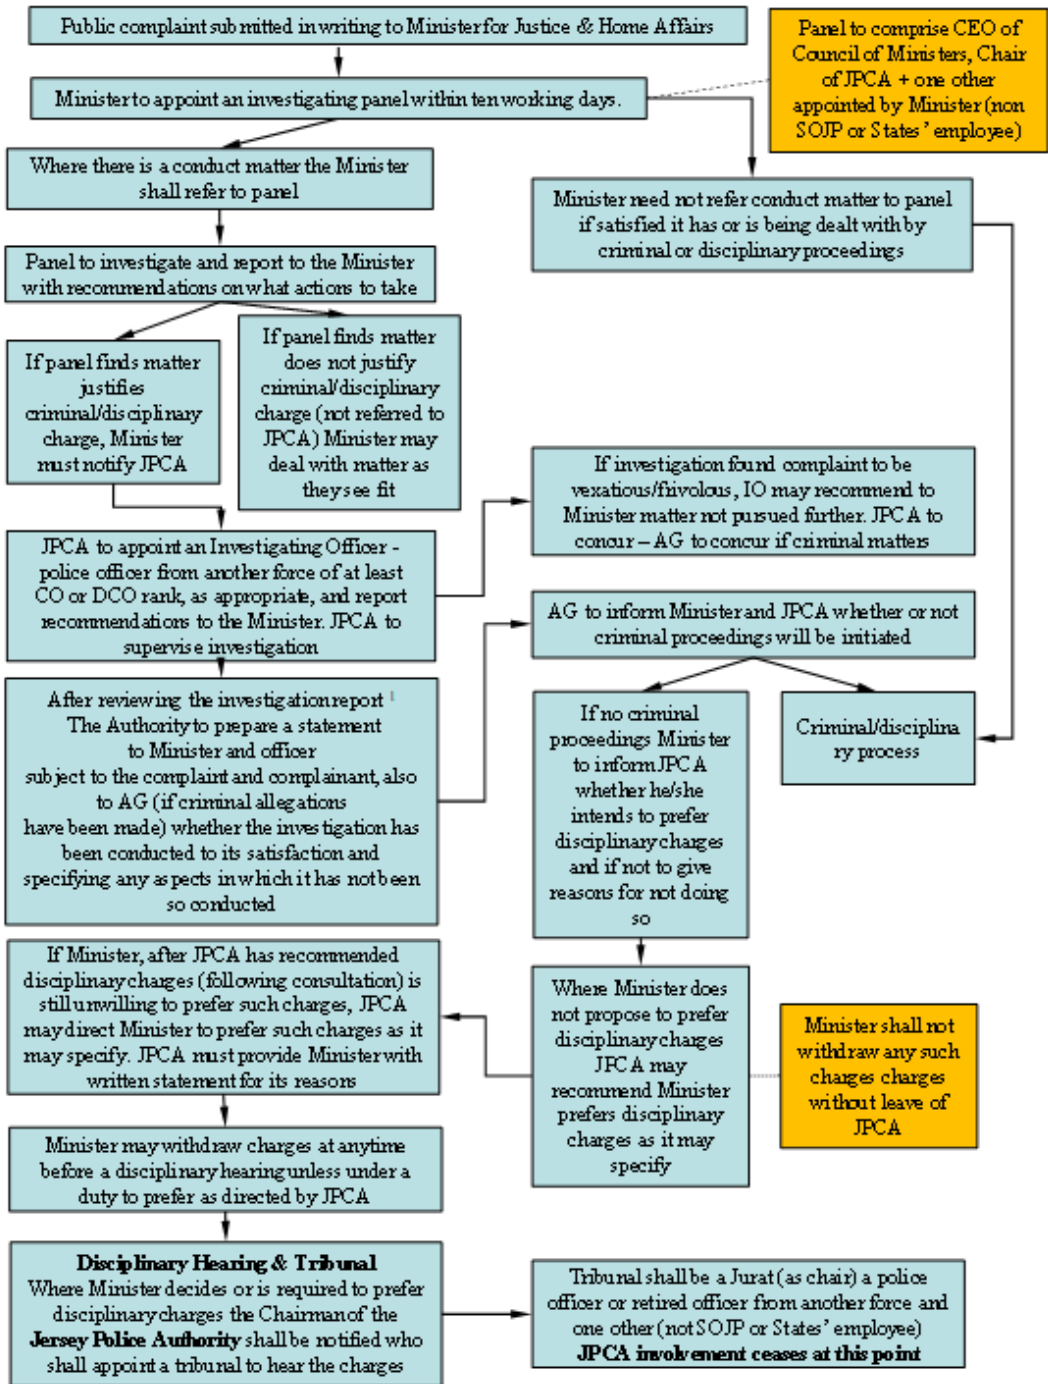 Public complaint submitted in writing to Minister for Justice & Home Affairs
Panel to comprise CEO of
Council of Ministers, Chair
of JPCA + one other
appointed by Minister (non
SOJP or States' employee)
Minister to appoint an investigating panel within ten working days.
Where there is a conduct matter the Minister
shall refer to panel
Minister need not refer conduct matter to panel
if satisfied it has or is being dealt with by
criminal or disciplinary proceedings
Panel to investigate and report to the Minister
with recommendations on what actions to take
If panel finds matter
justifies
criminal/disciplinary
charge, Minister
must notify JPCA
If panel finds matter
does not justify
criminal/disciplinary
charge (not referred to
JPCA) Minister may
deal with matter as
they see fit
If investigation found complaint to be
vexatious/frivolous, IO may recommend to
Minister matter not pursued further. JPCA to
concur – AG to concur if criminal matters
JPCA to appoint an Investigating Officer -
police officer from another force of at least
CO or DCO rank, as appropriate, and report
recommendations to the Minister. JPCA to
supervise investigation
AG to inform Minister and JPCA whether or not
criminal proceedings will be initiated
After reviewing the investigation report
The Authority to prepare a statement
to Minister and officer
subject to the complaint and complainant, also
to AG (if criminal allegations
have been made) whether the investigation has
been conducted to its satisfaction and
specifying any aspects in which it has not been
so conducted
If no criminal
proceedings Minister
to inform JPCA
whether he/she
intends to prefer
disciplinary charges
and if not to give
reasons for not doing
so
Criminal/disciplina
ry process
If Minister, after JPCA has recommended
disciplinary charges (following consultation) is
still unwilling to prefer such charges, JPCA
may direct Minister to prefer such charges as it
may specify. JPCA must provide Minister with
written statement for its reasons
Where Minister does
not propose to prefer
disciplinary charges
JPCA may
recommend Minister
prefers disciplinary
charges as it may
specify
Minister shall not
withdraw any such
charges charges
without leave of
JPCA
Minister may withdraw charges at anytime
before a disciplinary hearing unless under a
duty to prefer as directed by JPCA
Disciplinary Hearing & Tribunal
Where Minister decides or is required to prefer
disciplinary charges the Chairman of the
Jersey Police Authority shall be notified who
shall appoint a tribunal to hear the charges
Tribunal shall be a Jurat (as chair) a police
officer or retired officer from another force and
one other (not SOJP or States' employee)
JPCA involvement ceases at this point